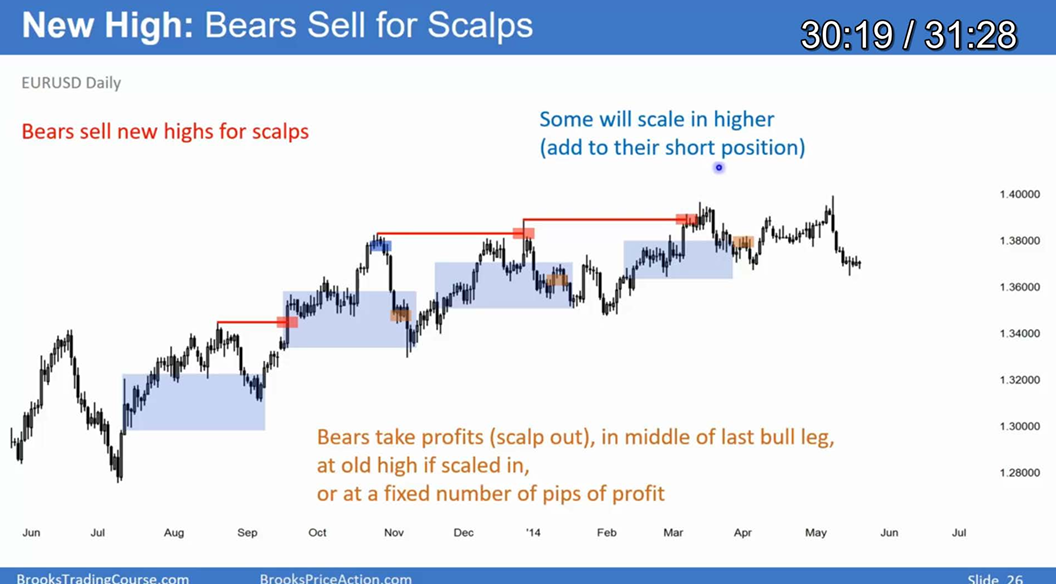 New High: Bears Sell for Scalps
30:19 / 31:28
EURUSD Daily
Bears sell new highs for scalps
Some will scale in higher
(add to their short position)
1.40000
1.38000
1.36000
1.34000
1.32000
1.30000
1.28000
Bears take profits (scalp out), in middle of last bull leg,
at old high if scaled in,
or at a fixed number of pips of profit
Jun Jul Aug Sep Oct Nov Dec '14 Feb Mar Apr May Jun Jul
BrooksTradingCourse.com BrooksPriceAction.com Slide 26